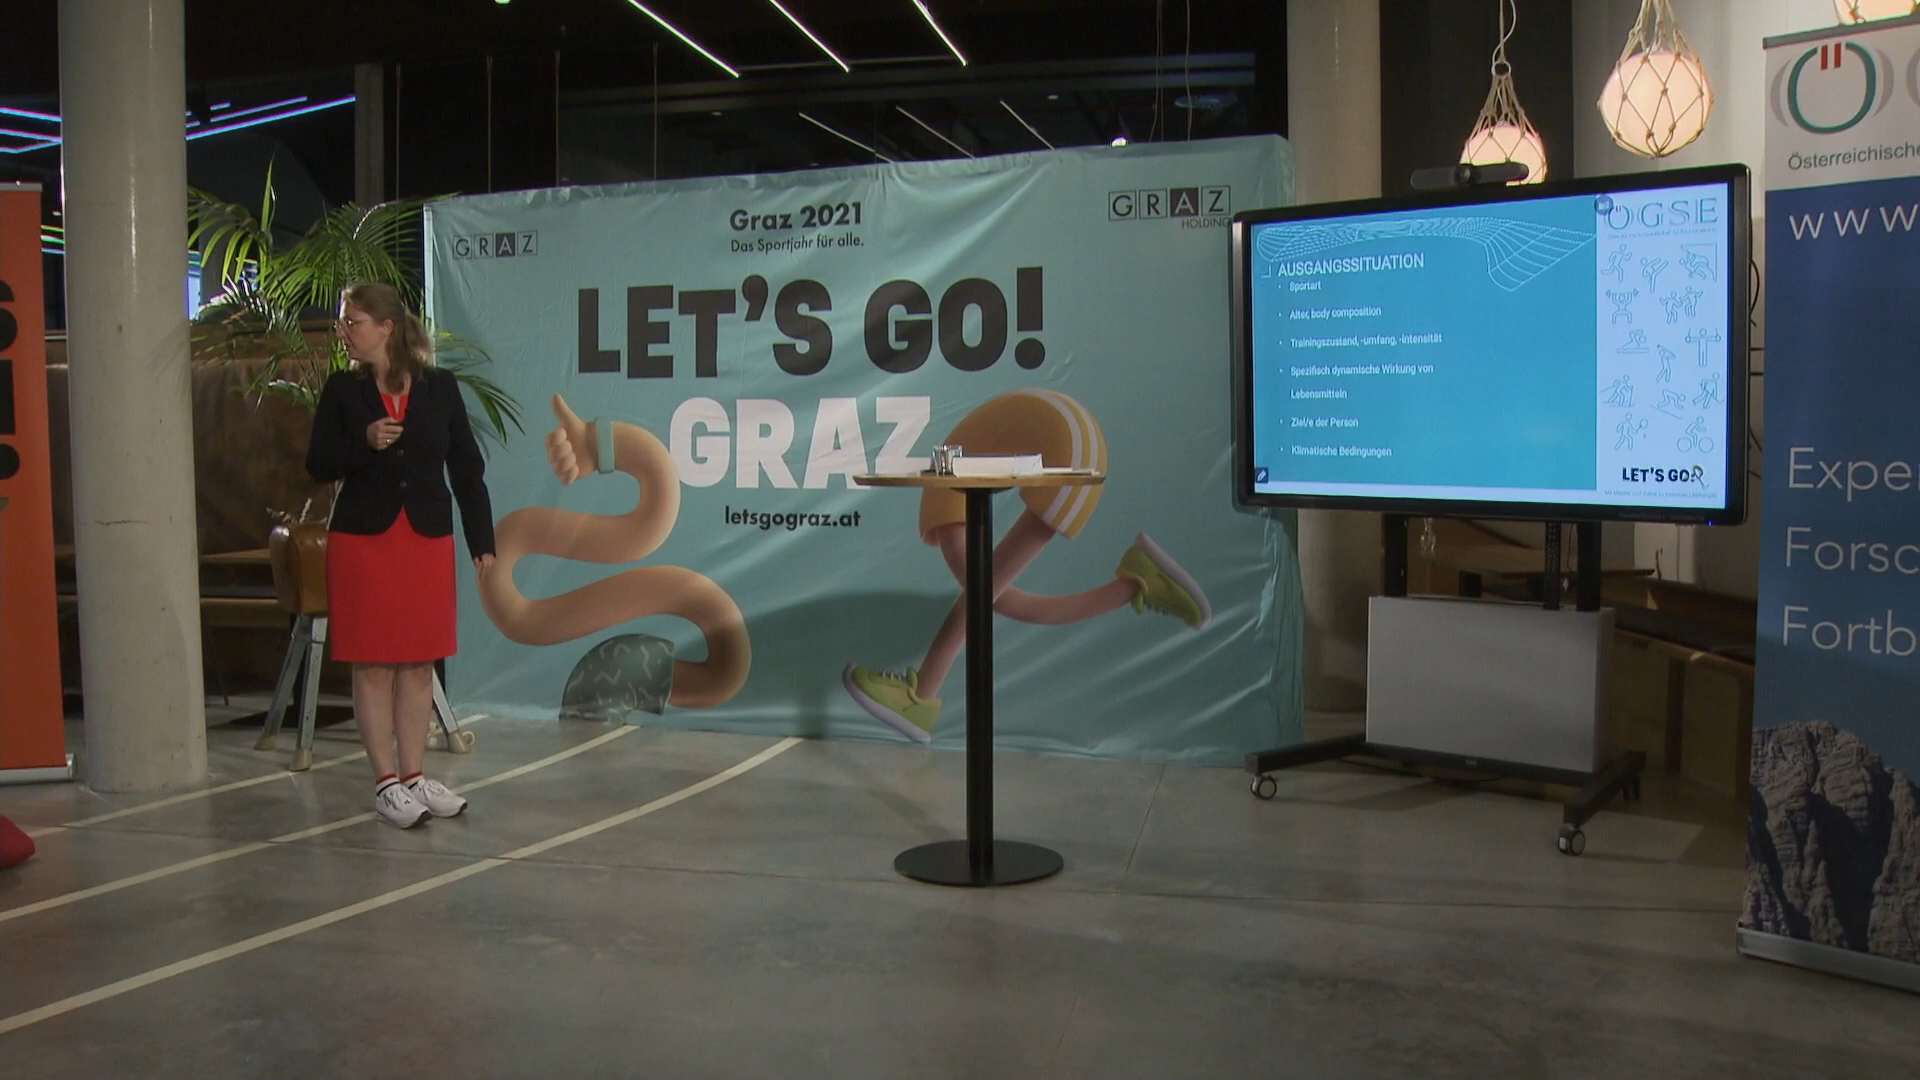 GRAZ
Graz 2021
Das Sportjahr für alle.
GRAZ
HOLDING
LET'S GO!
GRAZ
letsgograz.at
ÖGSE
AUSGANGSSITUATION
• Sportart
• Alter, body composition
• Trainingszustand, -umfang, -intensität
• Spezifisch dynamische Wirkung von
Lebensmitteln
• Ziel/e der Person
• Klimatische Bedingungen
LET'S GO!
Ö
Österreichische
www
Expe
Forsc
Fortb